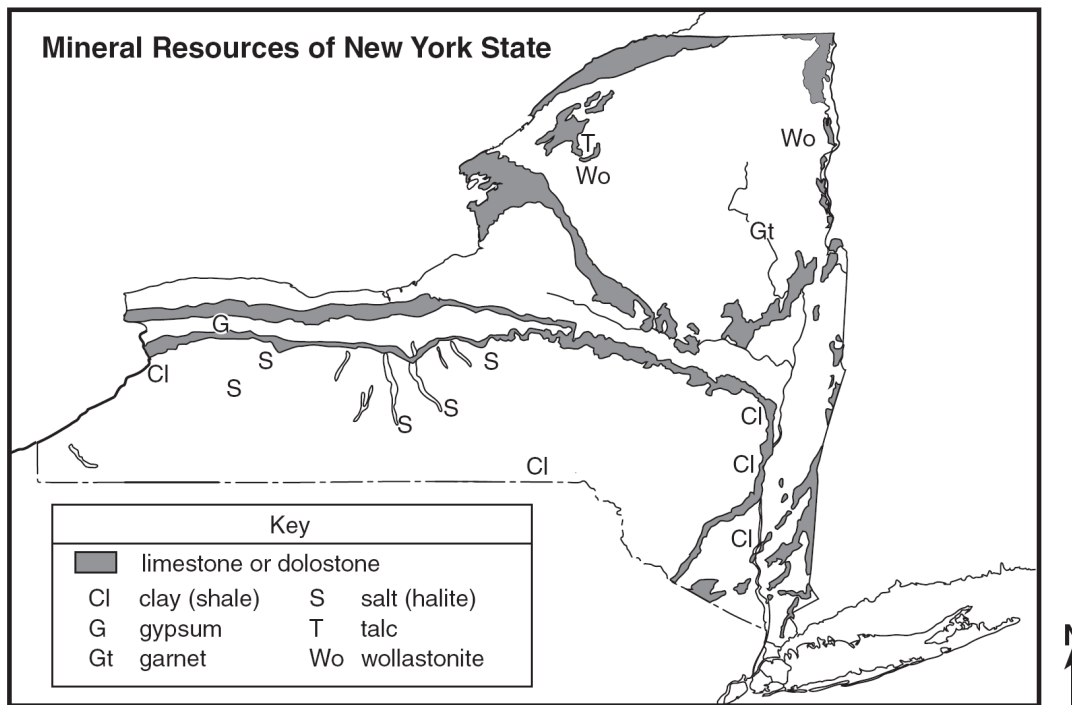 Mineral Resources of New York State
T
Wo
Wo
Gt
G
S
Cl
S
S
S
S
Cl
Cl
Cl
Cl
Key
limestone or dolostone
Cl clay (shale) S salt (halite)
G gypsum T talc
Gt garnet Wo wollastonite